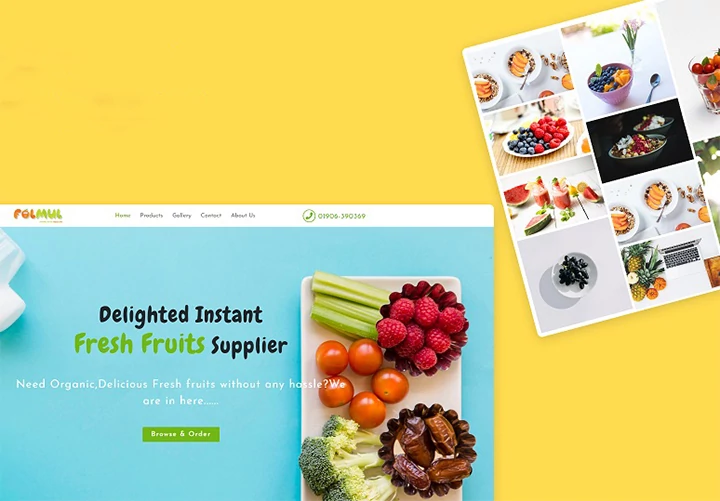 FOLMUL
Home Products Gallery Contact About Us
01906-390369
Delighted Instant
Fresh Fruits Supplier
Need Organic,Delicious Fresh fruits without any hassle?We
are in here......
Browse & Order